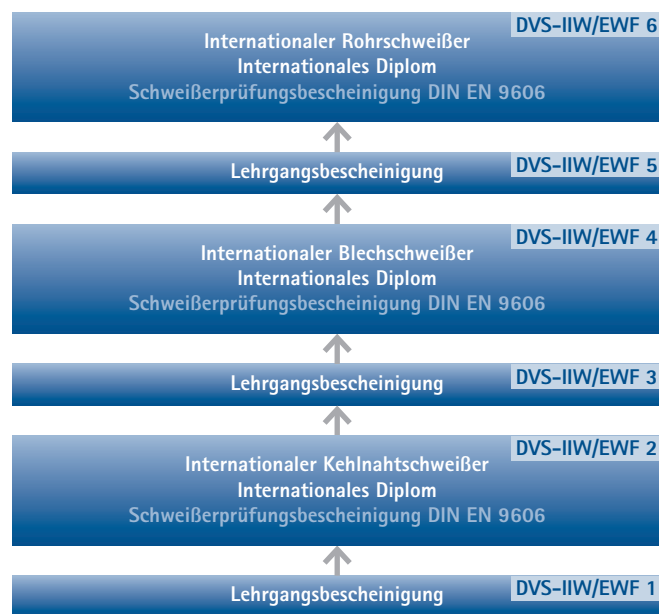 DVS-IIW/EWF 6
Internationaler Rohrschweißer
Internationales Diplom
Schweißerprüfungsbescheinigung DIN EN 9606
DVS-IIW/EWF 5
Lehrgangsbescheinigung
DVS-IIW/EWF 4
Internationaler Blechschweißer
Internationales Diplom
Schweißerprüfungsbescheinigung DIN EN 9606
DVS-IIW/EWF 3
Lehrgangsbescheinigung
DVS-IIW/EWF 2
Internationaler Kehlnahtschweißer
Internationales Diplom
Schweißerprüfungsbescheinigung DIN EN 9606
DVS-IIW/EWF 1
Lehrgangsbescheinigung